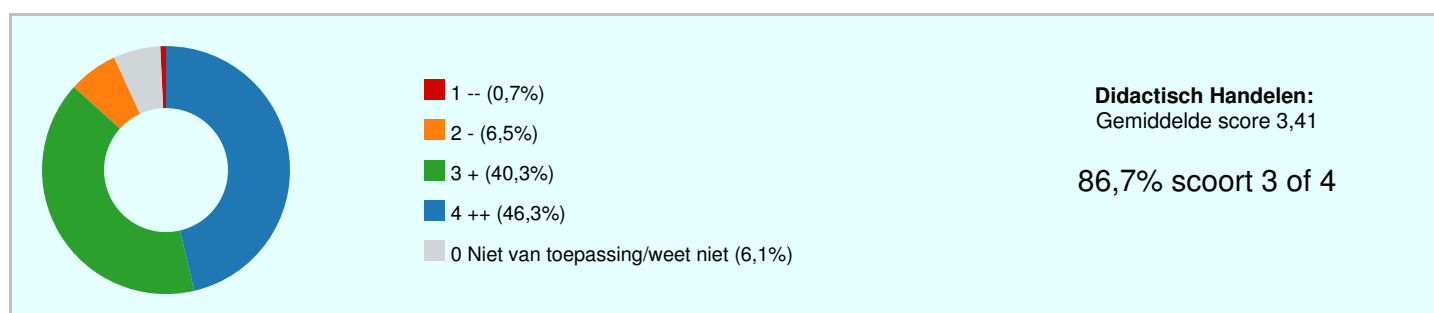 1 -- (0,7%)
2 - (6,5%)
3 + (40,3%)
4 ++ (46,3%)
0 Niet van toepassing/weet niet (6,1%)
Didactisch Handelen:
Gemiddelde score 3,41
86,7% scoort 3 of 4